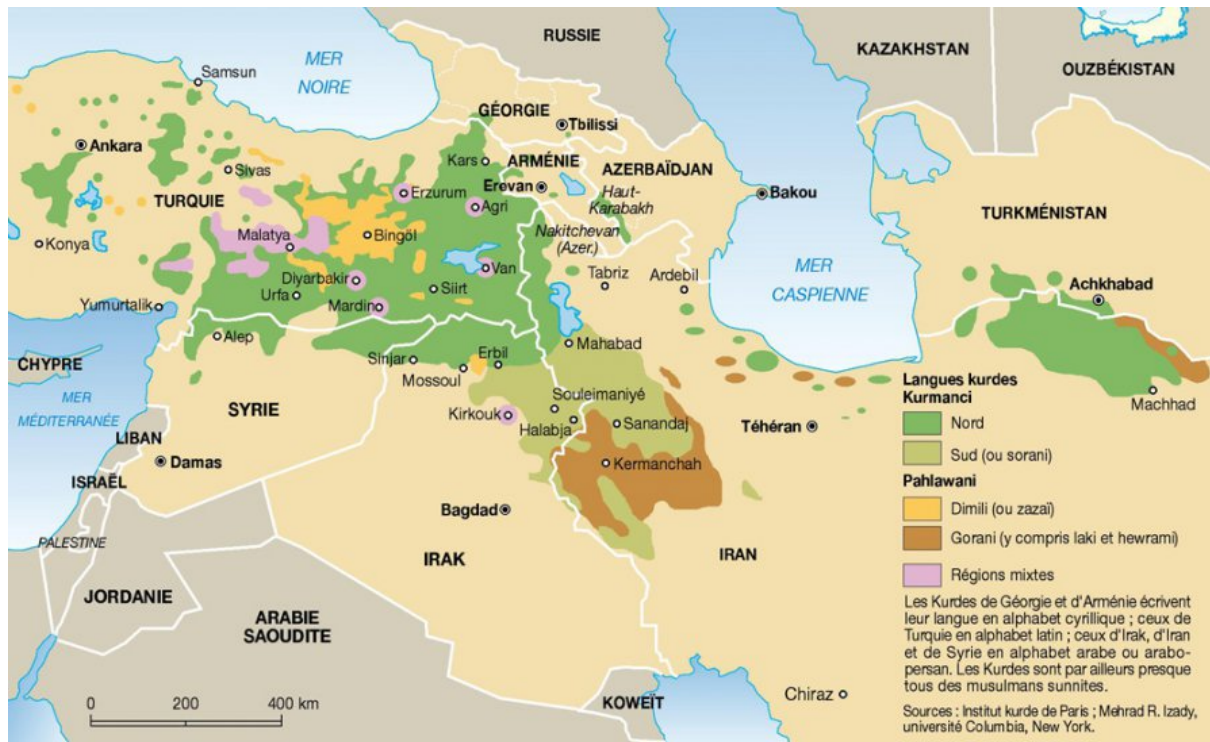 RUSSIE
KAZAKHSTAN
OUZBÉKISTAN
MER
NOIRE
Samsun
GÉORGIE
Tbilissi
Ankara
Kars
ARMÉNIE
AZERBAÏDJAN
Sivas
Erevan
Haut-
Karabakh
Bakou
TURQUIE
Erzurum
Agri
TURKMÉNISTAN
Malatya
Bingöl
Nakitchevan
(Azer.)
Konya
Van
Tabriz
Ardebil
MER
CASPIENNE
Achkhabad
Diyarbakir
Siirt
Urfa
Yumurtalik
Mardin
Alep
Mahabad
Sinjar
Erbil
Mossoul
CHYPRE
MER
MÉDITERRANÉE
SYRIE
Souleimaniyé
Kirkouk
Halabja
Sanandaj
Téhéran
Machhad
LIBAN
Damas
Kermanchah
ISRAËL
Bagdad
PALESTINE
IRAK
IRAN
JORDANIE
ARABIE
SAOUDITE
KOWEÏT
Chiraz
0 200 400 km
Langues kurdes
Kurmanci
Nord
Sud (ou sorani)
Pahlawani
Dimili (ou zazaï)
Gorani (y compris laki et hewrami)
Régions mixtes
Les Kurdes de Géorgie et d'Arménie écrivent
leur langue en alphabet cyrillique ; ceux de
Turquie en alphabet latin ; ceux d'Irak, d'Iran
et de Syrie en alphabet arabe ou arabo-
persan. Les Kurdes sont par ailleurs presque
tous des musulmans sunnites.
Sources : Institut kurde de Paris ; Mehrad R. Izady,
université Columbia, New York.